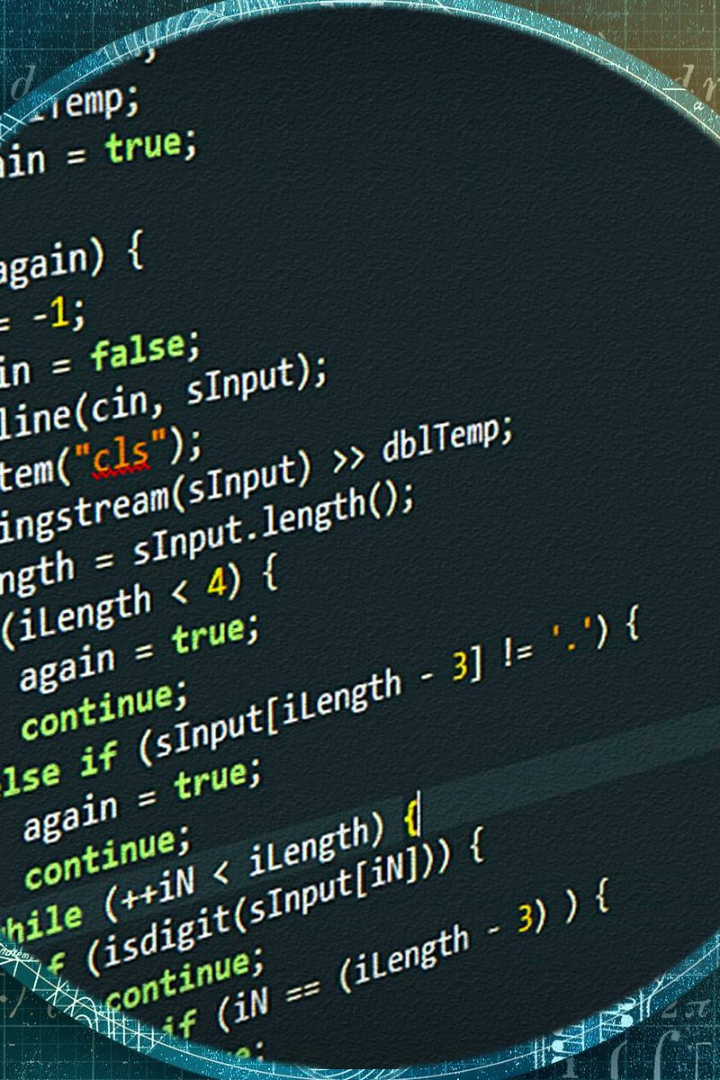 Temp;
in = true;
again) {
= -1;
in = false;
line(cin, sInput);
tem("cls");
ingstream(sInput) >> dblTemp;
ngth = sInput.length();
(iLength < 4) {
again = true;
continue;
lse if (sInput[iLength - 3] != '.') {
again = true;
continue;
hile (++iN < iLength) {
f (isdigit(sInput[iN])) {
continue;
if (iN == (iLength - 3) ) {
e;